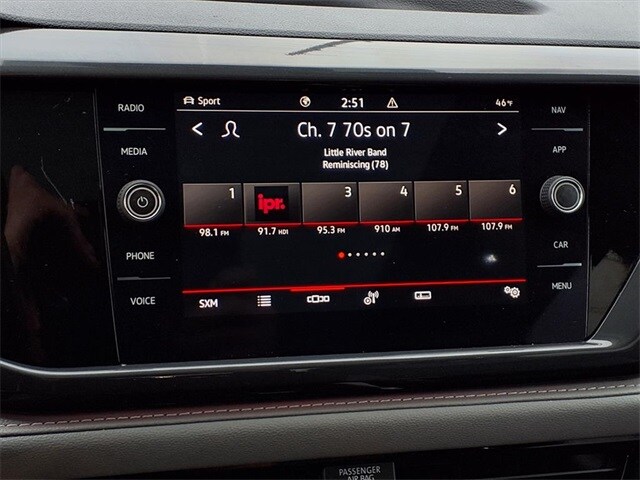 RADIO
MEDIA
PHONE
VOICE
Sport 2:51 46°F
Ch. 7 70s on 7
Little River Band
Reminiscing (78)
1 ipr. 3 4 5 6
98.1 FM 91.7 HD1 95.3 FM 910 AM 107.9 FM 107.9 FM
SXM
NAV
APP
CAR
MENU
PASSENGER
AIR BAG